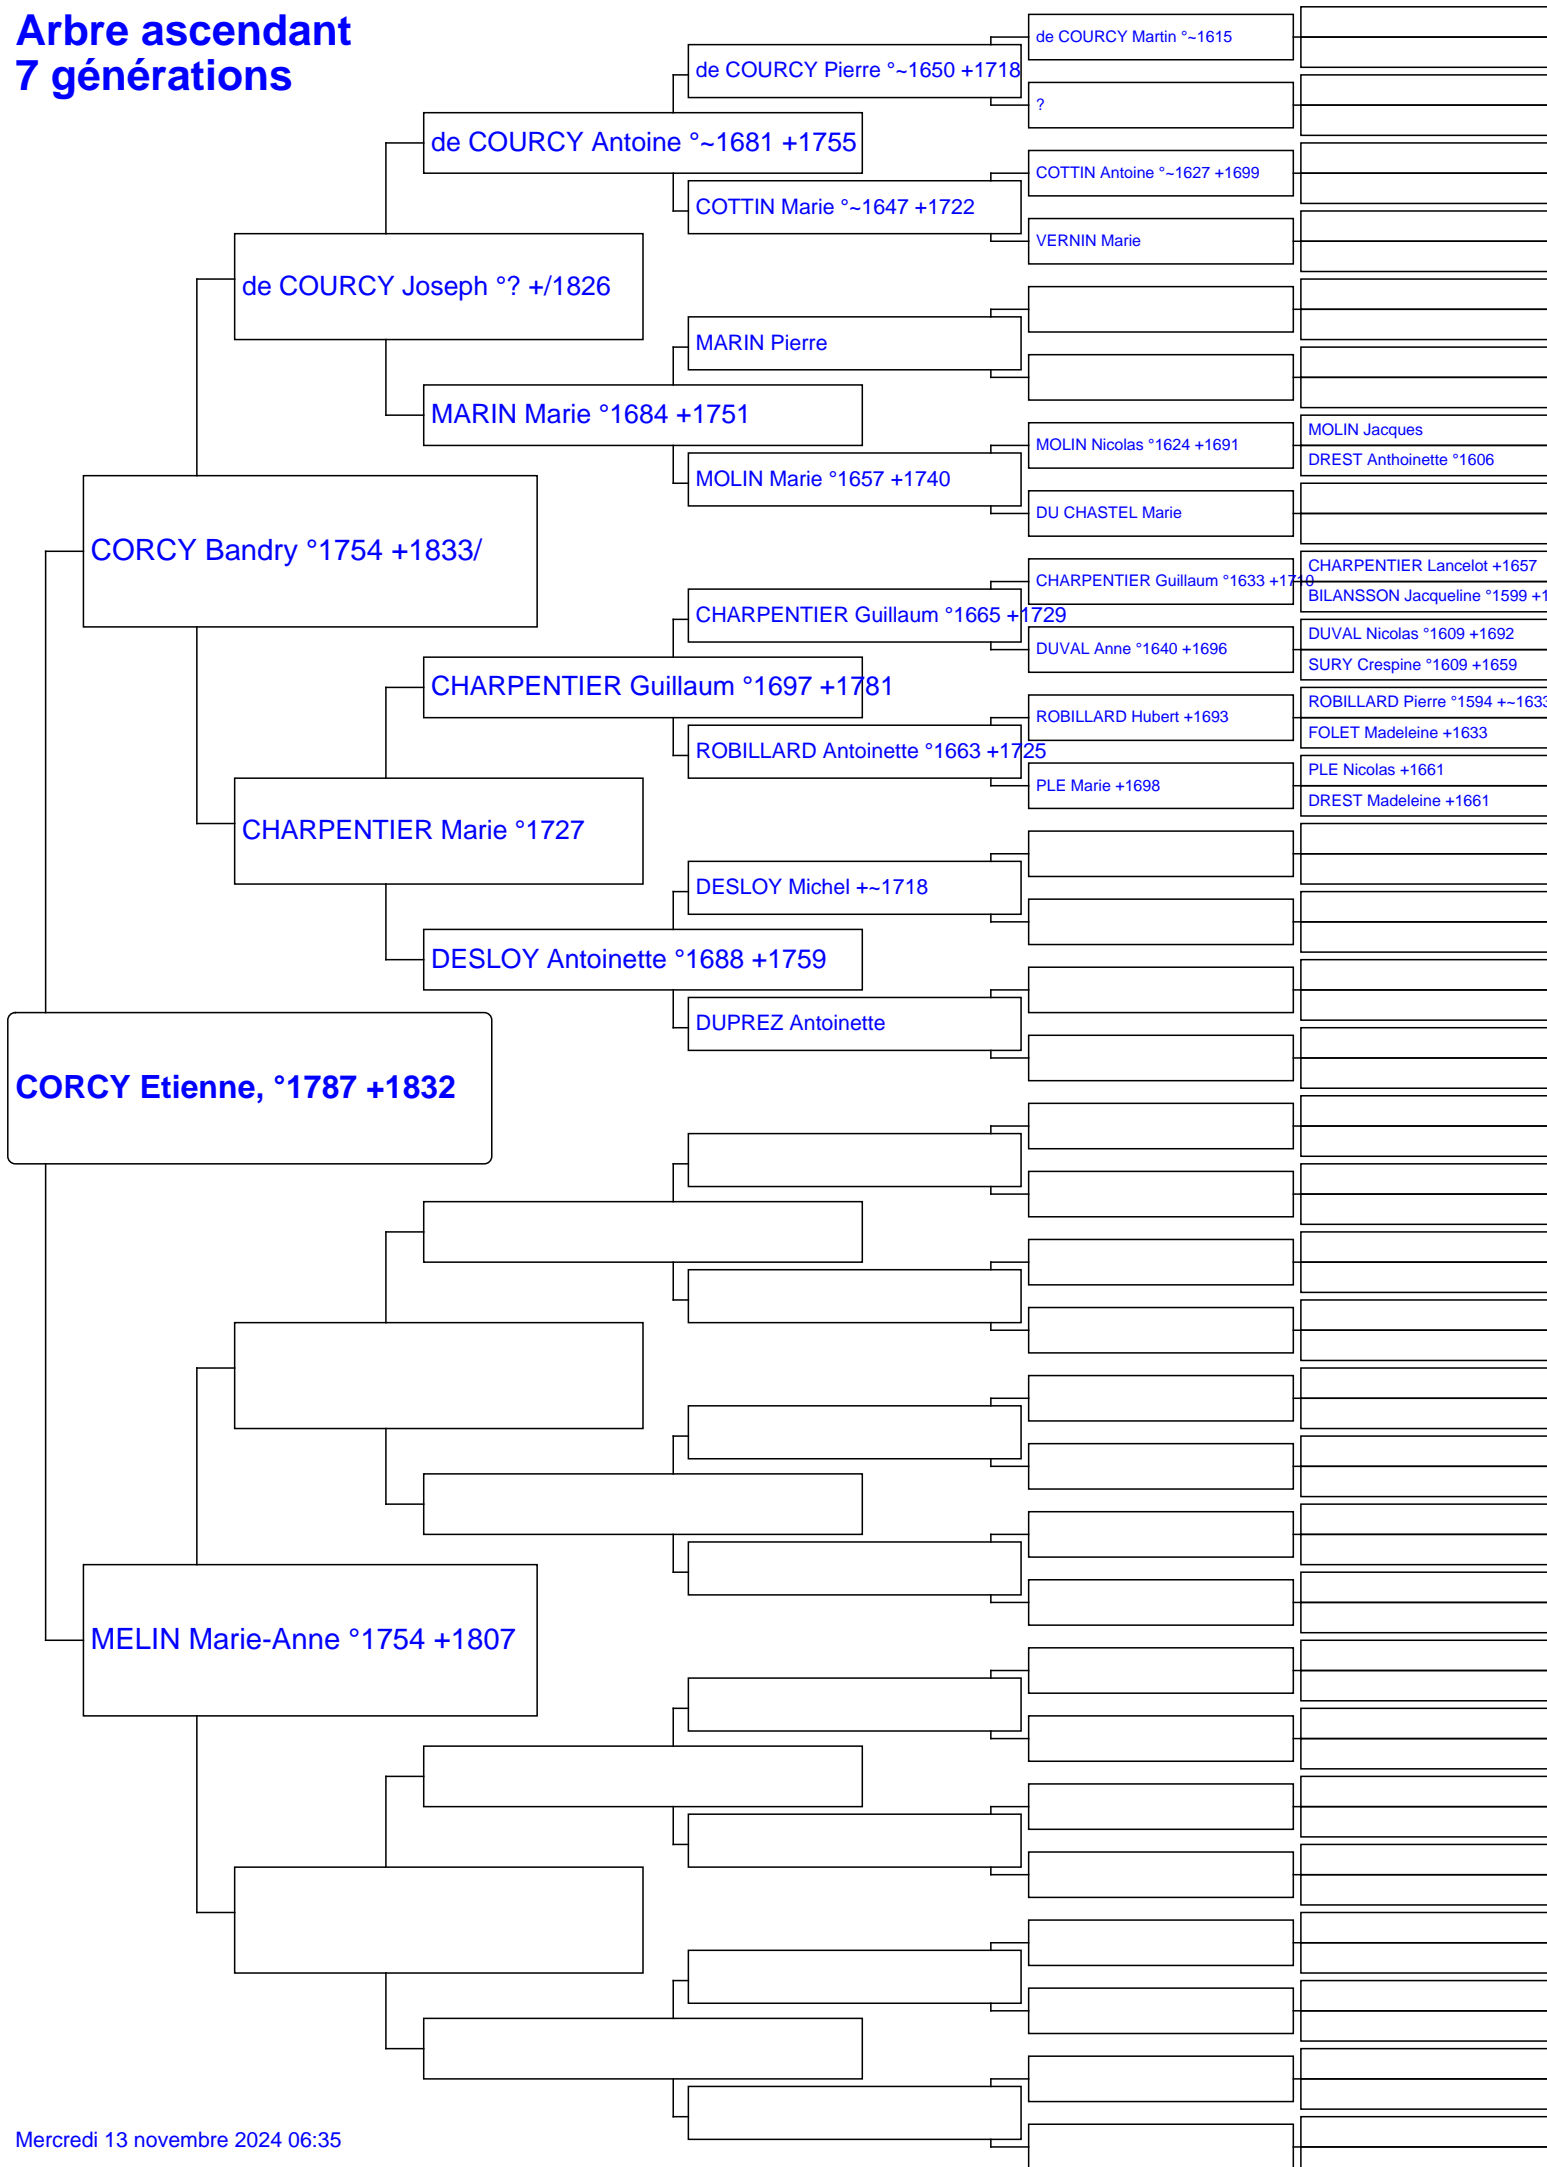 Arbre ascendant
7 générations
de COURCY Martin °~1615
de COURCY Pierre °~1650 +1718
?
de COURCY Antoine °~1681 +1755
COTTIN Antoine °~1627 +1699
COTTIN Marie °~1647 +1722
VERNIN Marie
de COURCY Joseph °? +/1826
MARIN Pierre
MARIN Marie °1684 +1751
MOLIN Jacques
MOLIN Nicolas °1624 +1691
DREST Anthoinette °1606
MOLIN Marie °1657 +1740
DU CHASTEL Marie
CORCY Bandry °1754 +1833/
CHARPENTIER Lancelot +1657
CHARPENTIER Guillaum °1633 +1710
BILANSSON Jacqueline °1599 +1
CHARPENTIER Guillaum °1665 +1729
DUVAL Nicolas °1609 +1692
DUVAL Anne °1640 +1696
SURY Crespine °1609 +1659
CHARPENTIER Guillaum °1697 +1781
ROBILLARD Pierre °1594 +~1633
ROBILLARD Hubert +1693
FOLET Madeleine +1633
ROBILLARD Antoinette °1663 +1725
PLE Nicolas +1661
PLE Marie +1698
DREST Madeleine +1661
CHARPENTIER Marie °1727
DESLOY Michel +~1718
DESLOY Antoinette °1688 +1759
DUPREZ Antoinette
CORCY Etienne, °1787 +1832
MELIN Marie-Anne °1754 +1807
Mercredi 13 novembre 2024 06:35